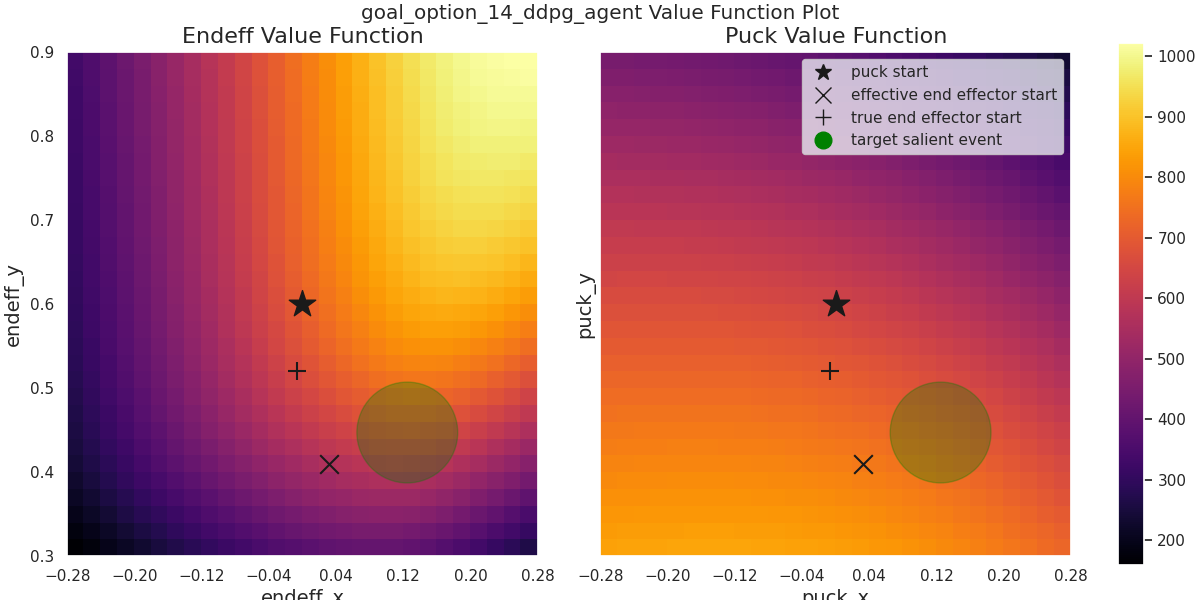 goal_option_14_ddpg_agent Value Function Plot
Endeff Value Function
Puck Value Function
0.9
0.8
0.7
0.6
0.5
0.4
0.3
endeff_y
−0.28 −0.20 −0.12 −0.04 0.04 0.12 0.20 0.28
endeff_x
puck_y
puck start
effective end effector start
true end effector start
target salient event
−0.28 −0.20 −0.12 −0.04 0.04 0.12 0.20 0.28
puck_x
1000
900
800
700
600
500
400
300
200